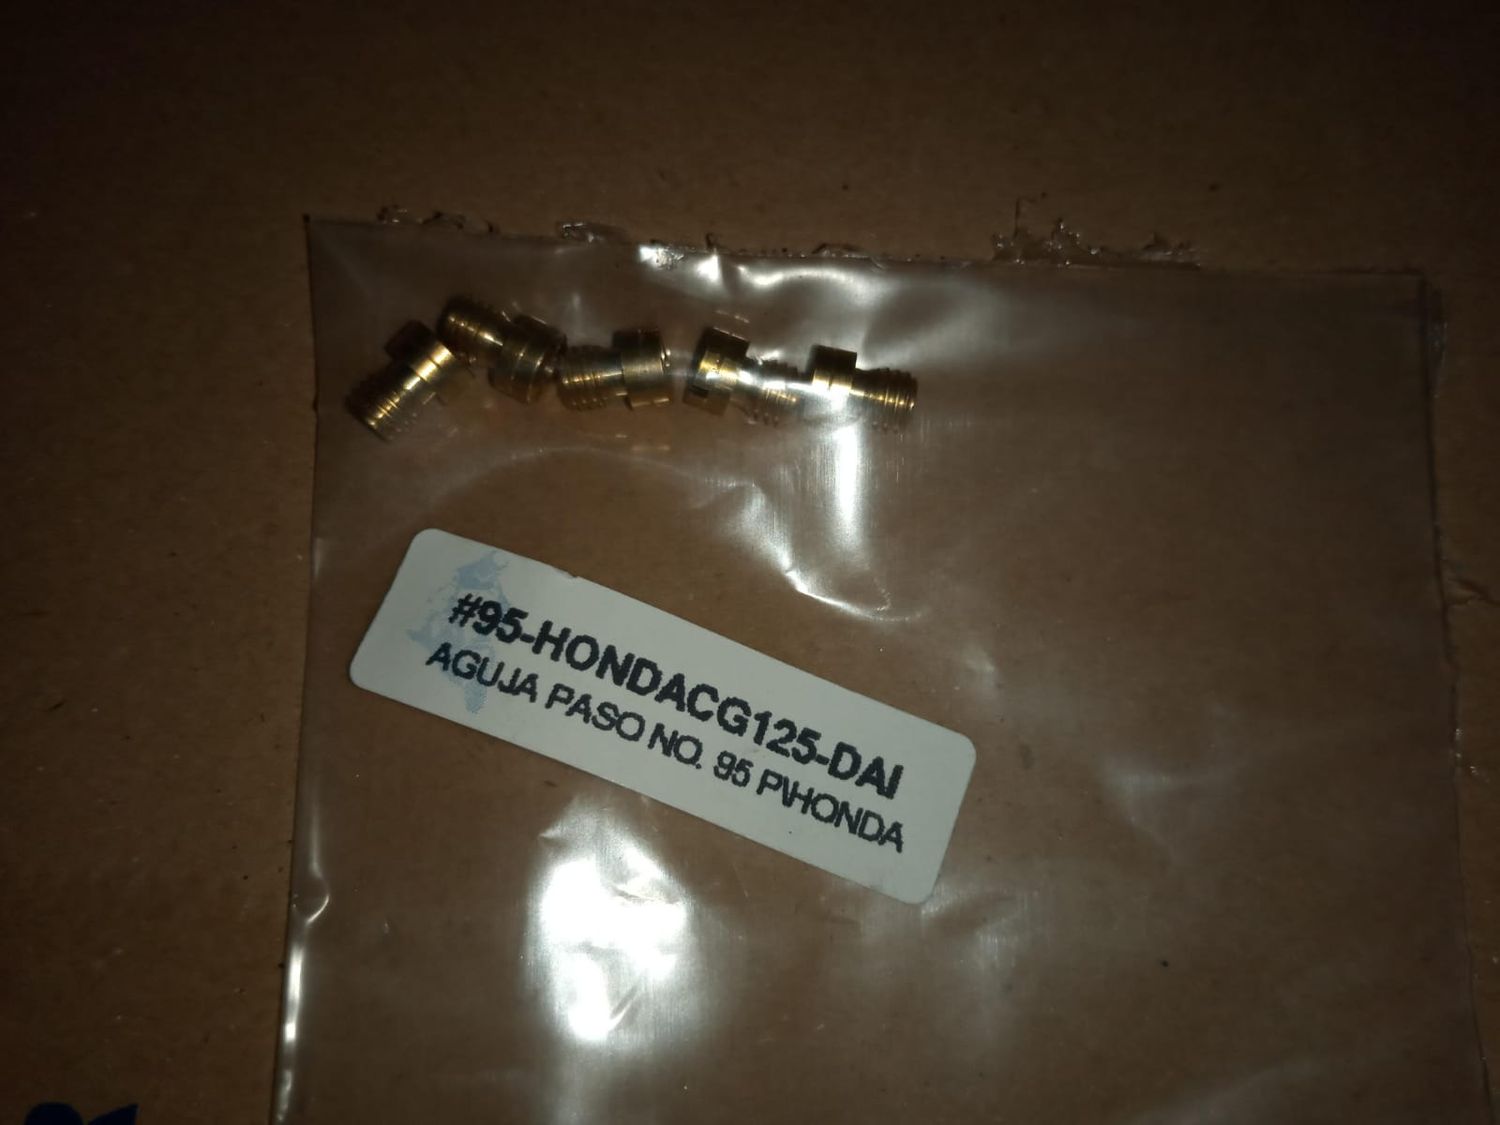 #95-HONDACG125-DAI
AGUJA PASO NO. 95 P\HONDA